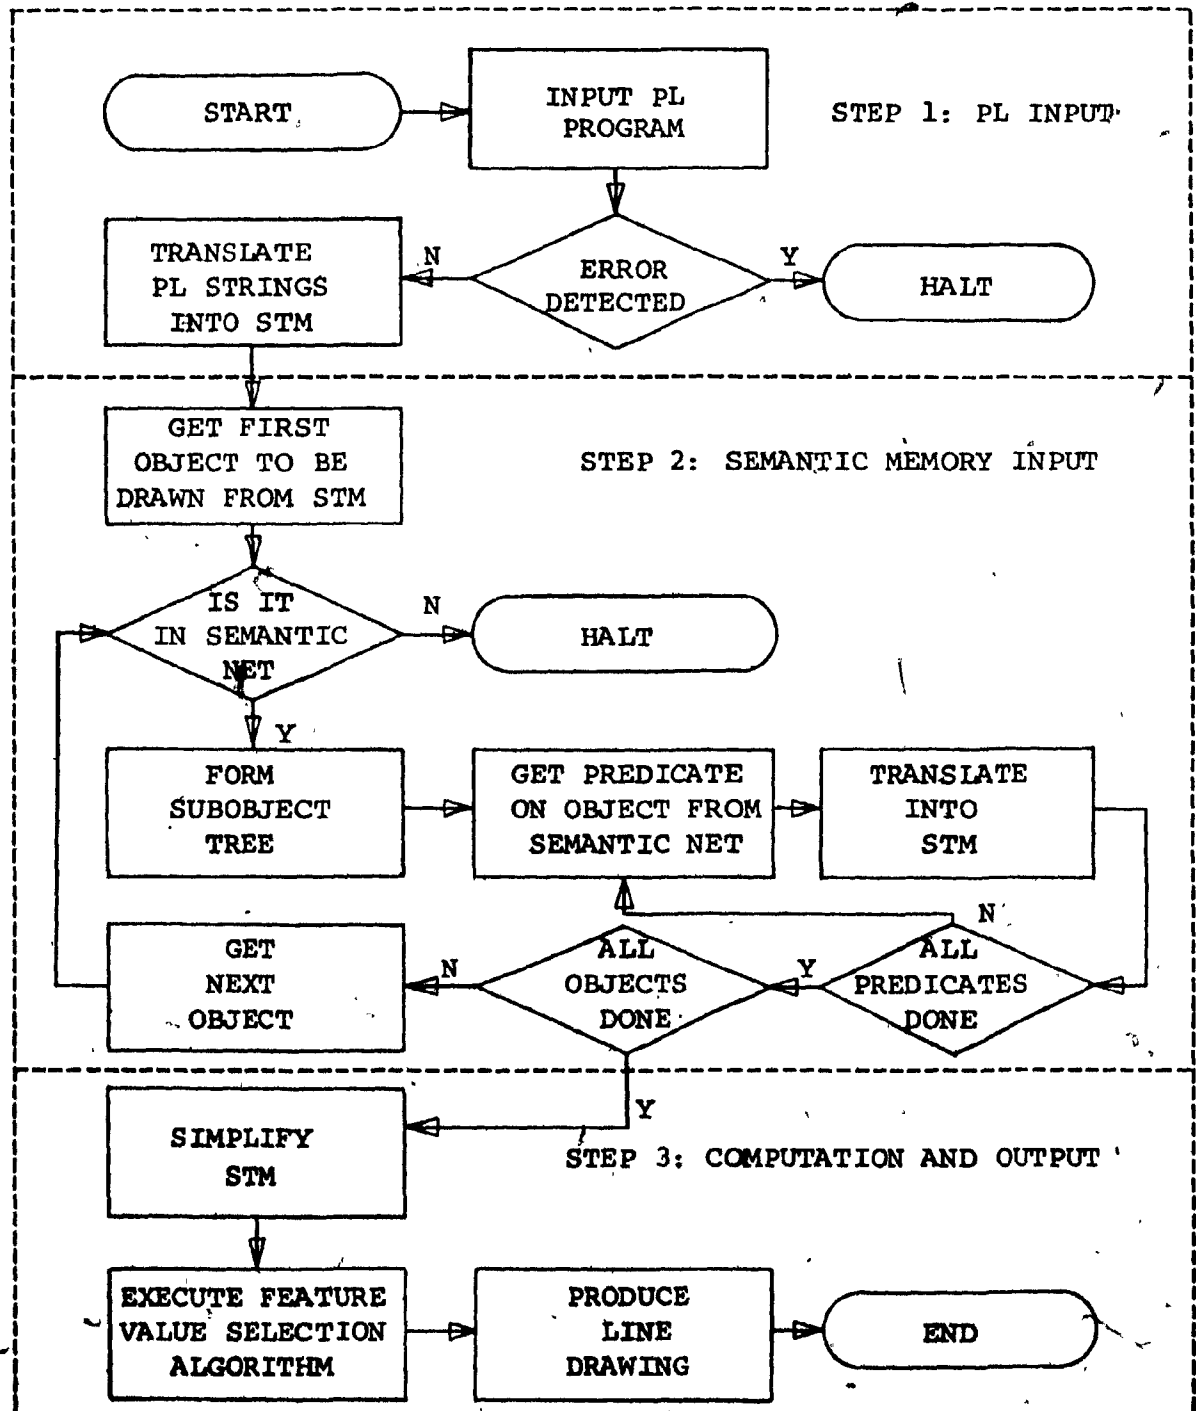 START
INPUT PL
PROGRAM
STEP 1: PL INPUT
TRANSLATE
PL STRINGS
INTO STM
N
ERROR
DETECTED
Y
HALT
GET FIRST
OBJECT TO BE
DRAWN FROM STM
STEP 2: SEMANTIC MEMORY INPUT
IS IT
IN SEMANTIC
NET
N
HALT
Y
FORM
SUBOBJECT
TREE
GET PREDICATE
ON OBJECT FROM
SEMANTIC NET
TRANSLATE
INTO
STM
N
GET
NEXT
OBJECT
N
ALL
OBJECTS
DONE
Y
ALL
PREDICATES
DONE
Y
SIMPLIFY
STM
STEP 3: COMPUTATION AND OUTPUT
EXECUTE FEATURE
VALUE SELECTION
ALGORITHM
PRODUCE
LINE
DRAWING
END